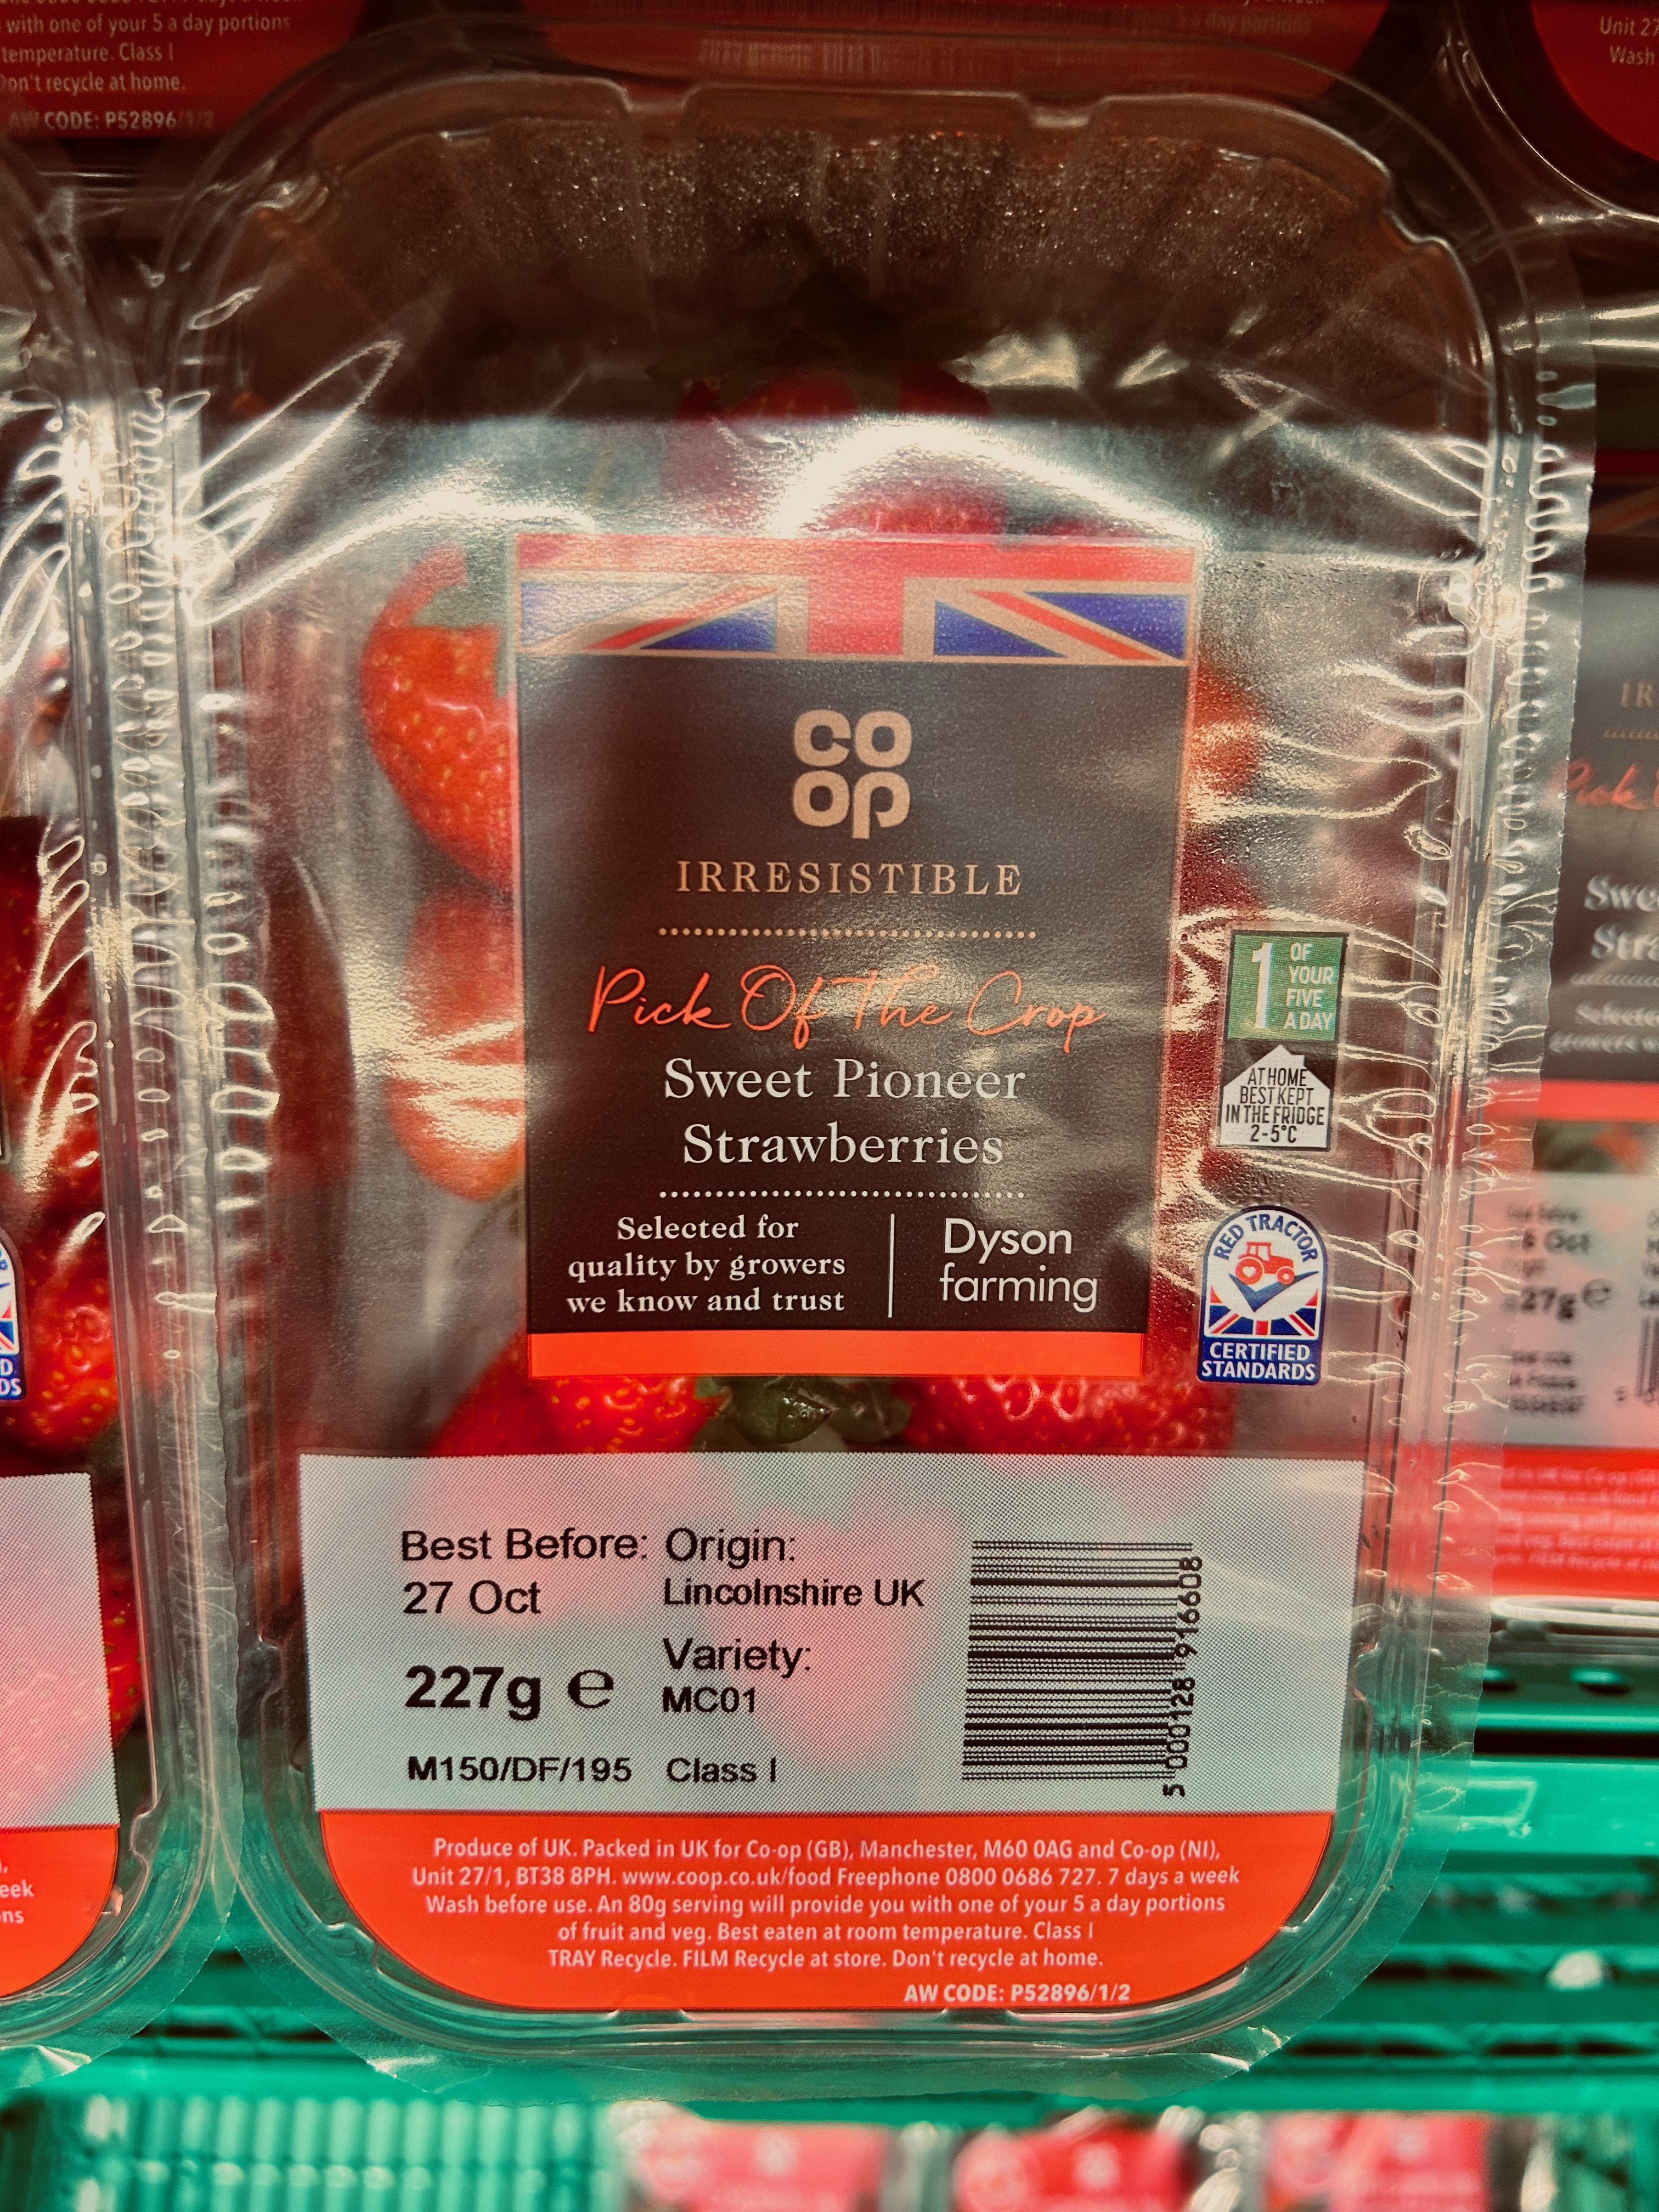 with one of your 5 a day portions
temperature. Class I
Don't recycle at home.
AW CODE: P52896/1/2
Unit 27
Wash
CO
OP
IRRESISTIBLE
Pick Of The Crop
Sweet Pioneer
Strawberries
Selected for
quality by growers
we know and trust
Dyson
farming
1 OF
YOUR
FIVE
A DAY
AT HOME
BEST KEPT
IN THE FRIDGE
2-5°C
RED TRACTOR
CERTIFIED
STANDARDS
Best Before:
27 Oct
227g e
M150/DF/195
Origin:
Lincolnshire UK
Variety:
MC01
Class I
5 000128 916608
Produce of UK. Packed in UK for Co-op (GB), Manchester, M60 0AG and Co-op (NI),
Unit 27/1, BT38 8PH. www.coop.co.uk/food Freephone 0800 0686 727. 7 days a week
Wash before use. An 80g serving will provide you with one of your 5 a day portions
of fruit and veg. Best eaten at room temperature. Class I
TRAY Recycle. FILM Recycle at store. Don't recycle at home.
AW CODE: P52896/1/2